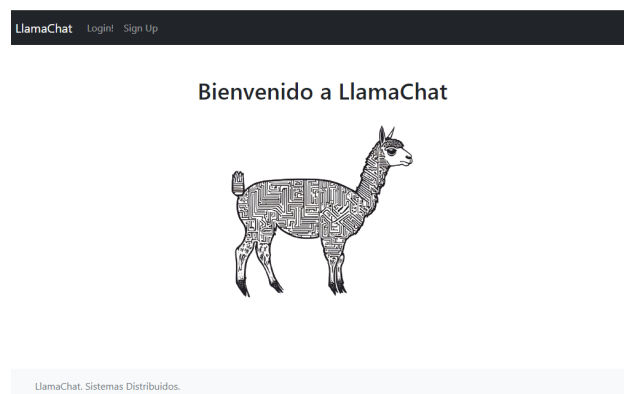 LlamaChat Login! Sign Up
Bienvenido a LlamaChat
LlamaChat. Sistemas Distribuidos.